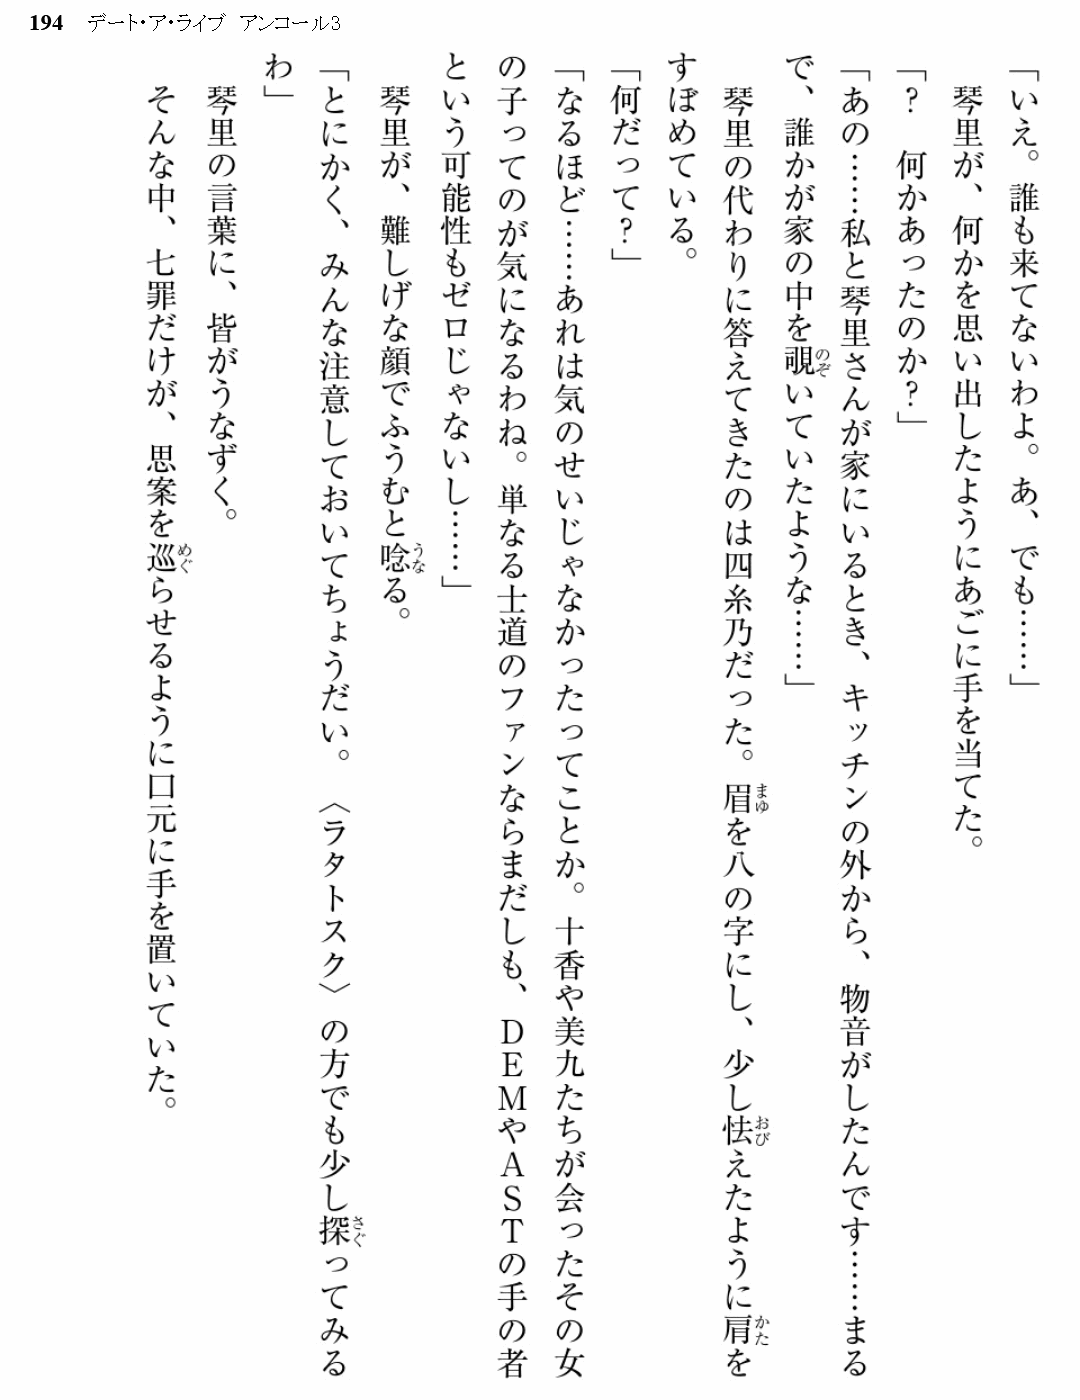 194 デート・ア・ライブ アンコール3
「いえ。誰も来てないわよ。あ、でも……」
琴里が、何かを思い出したようにあごに手を当てた。
「? 何かあったのか?」
「あの……私と琴里さんが家にいるとき、キッチンの外から、物音がしたんです……まる
で、誰かが家の中を覗いていたような……」
琴里の代わりに答えてきたのは四糸乃だった。眉を八の字にし、少し怯えたように肩を
すぼめている。
「何だって?」
「なるほど……あれは気のせいじゃなかったってことか。十香や美九たちが会ったその女
の子ってのが気になるわね。単なる士道のファンならまだしも、DEMやASTの手の者
という可能性もゼロじゃないし……」
琴里が、難しげな顔でふうむと唸る。
「とにかく、みんな注意しておいてちょうだい。〈ラタトスク〉の方でも少し探ってみる
わ」
琴里の言葉に、皆がうなずく。
そんな中、七罪だけが、思案を巡らせるように口元に手を置いていた。